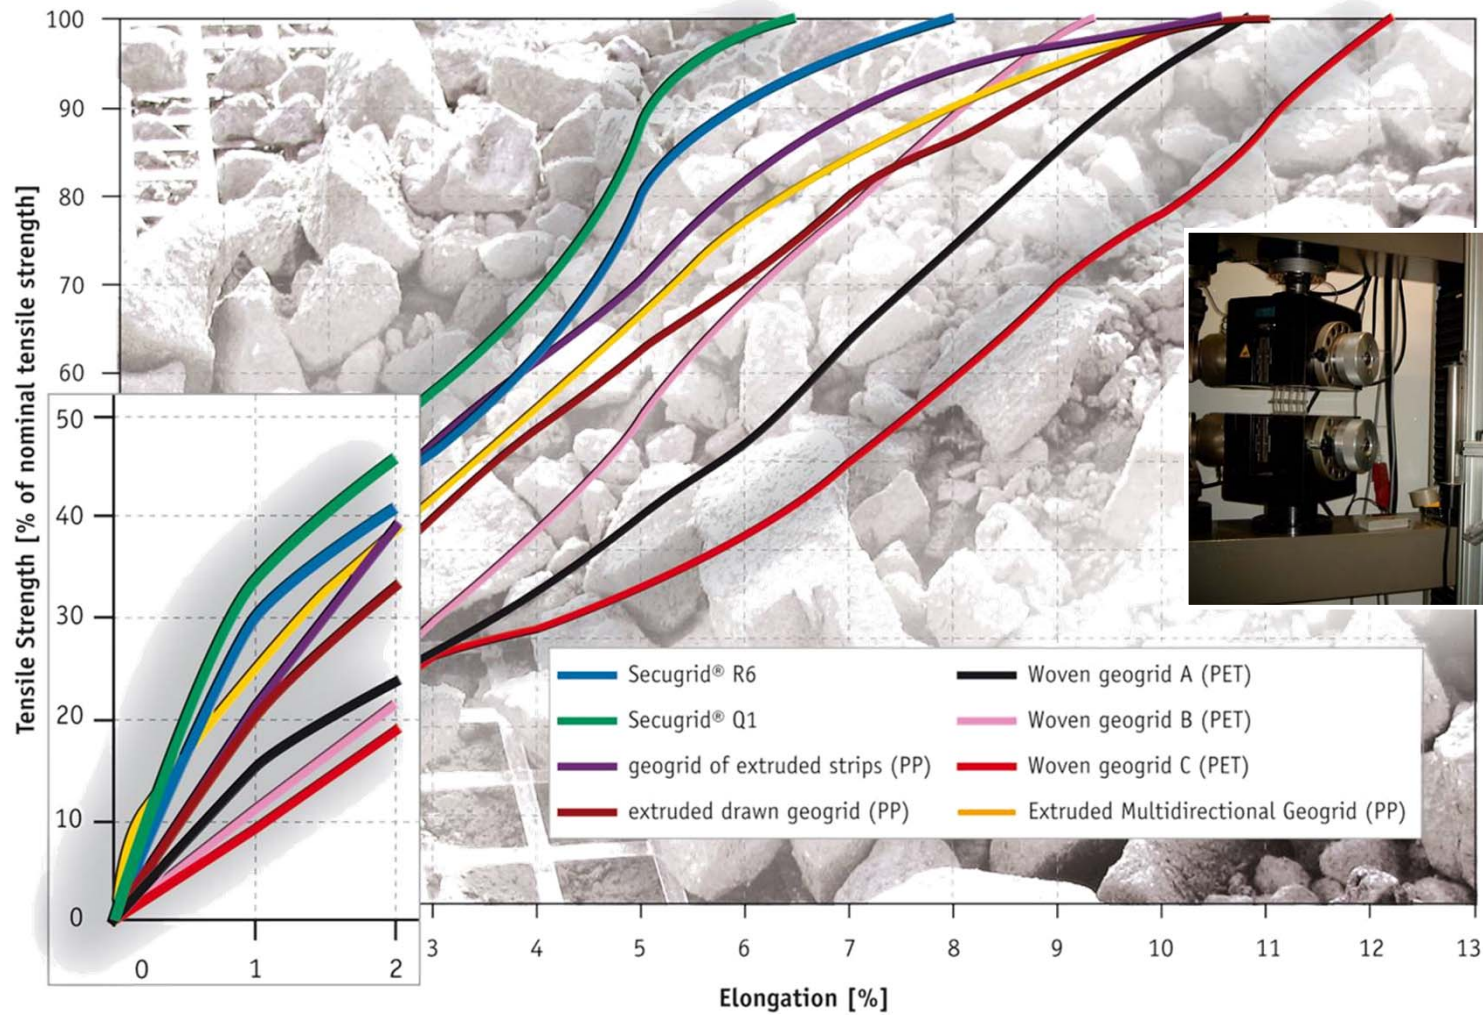 Tensile Strength [% of nominal tensile strength]
100
90
80
70
60
50
40
30
20
10
0
0 1 2 3 4 5 6 7 8 9 10 11 12 13
Elongation [%]
Secugrid® R6
Secugrid® Q1
geogrid of extruded strips (PP)
extruded drawn geogrid (PP)
Woven geogrid A (PET)
Woven geogrid B (PET)
Woven geogrid C (PET)
Extruded Multidirectional Geogrid (PP)